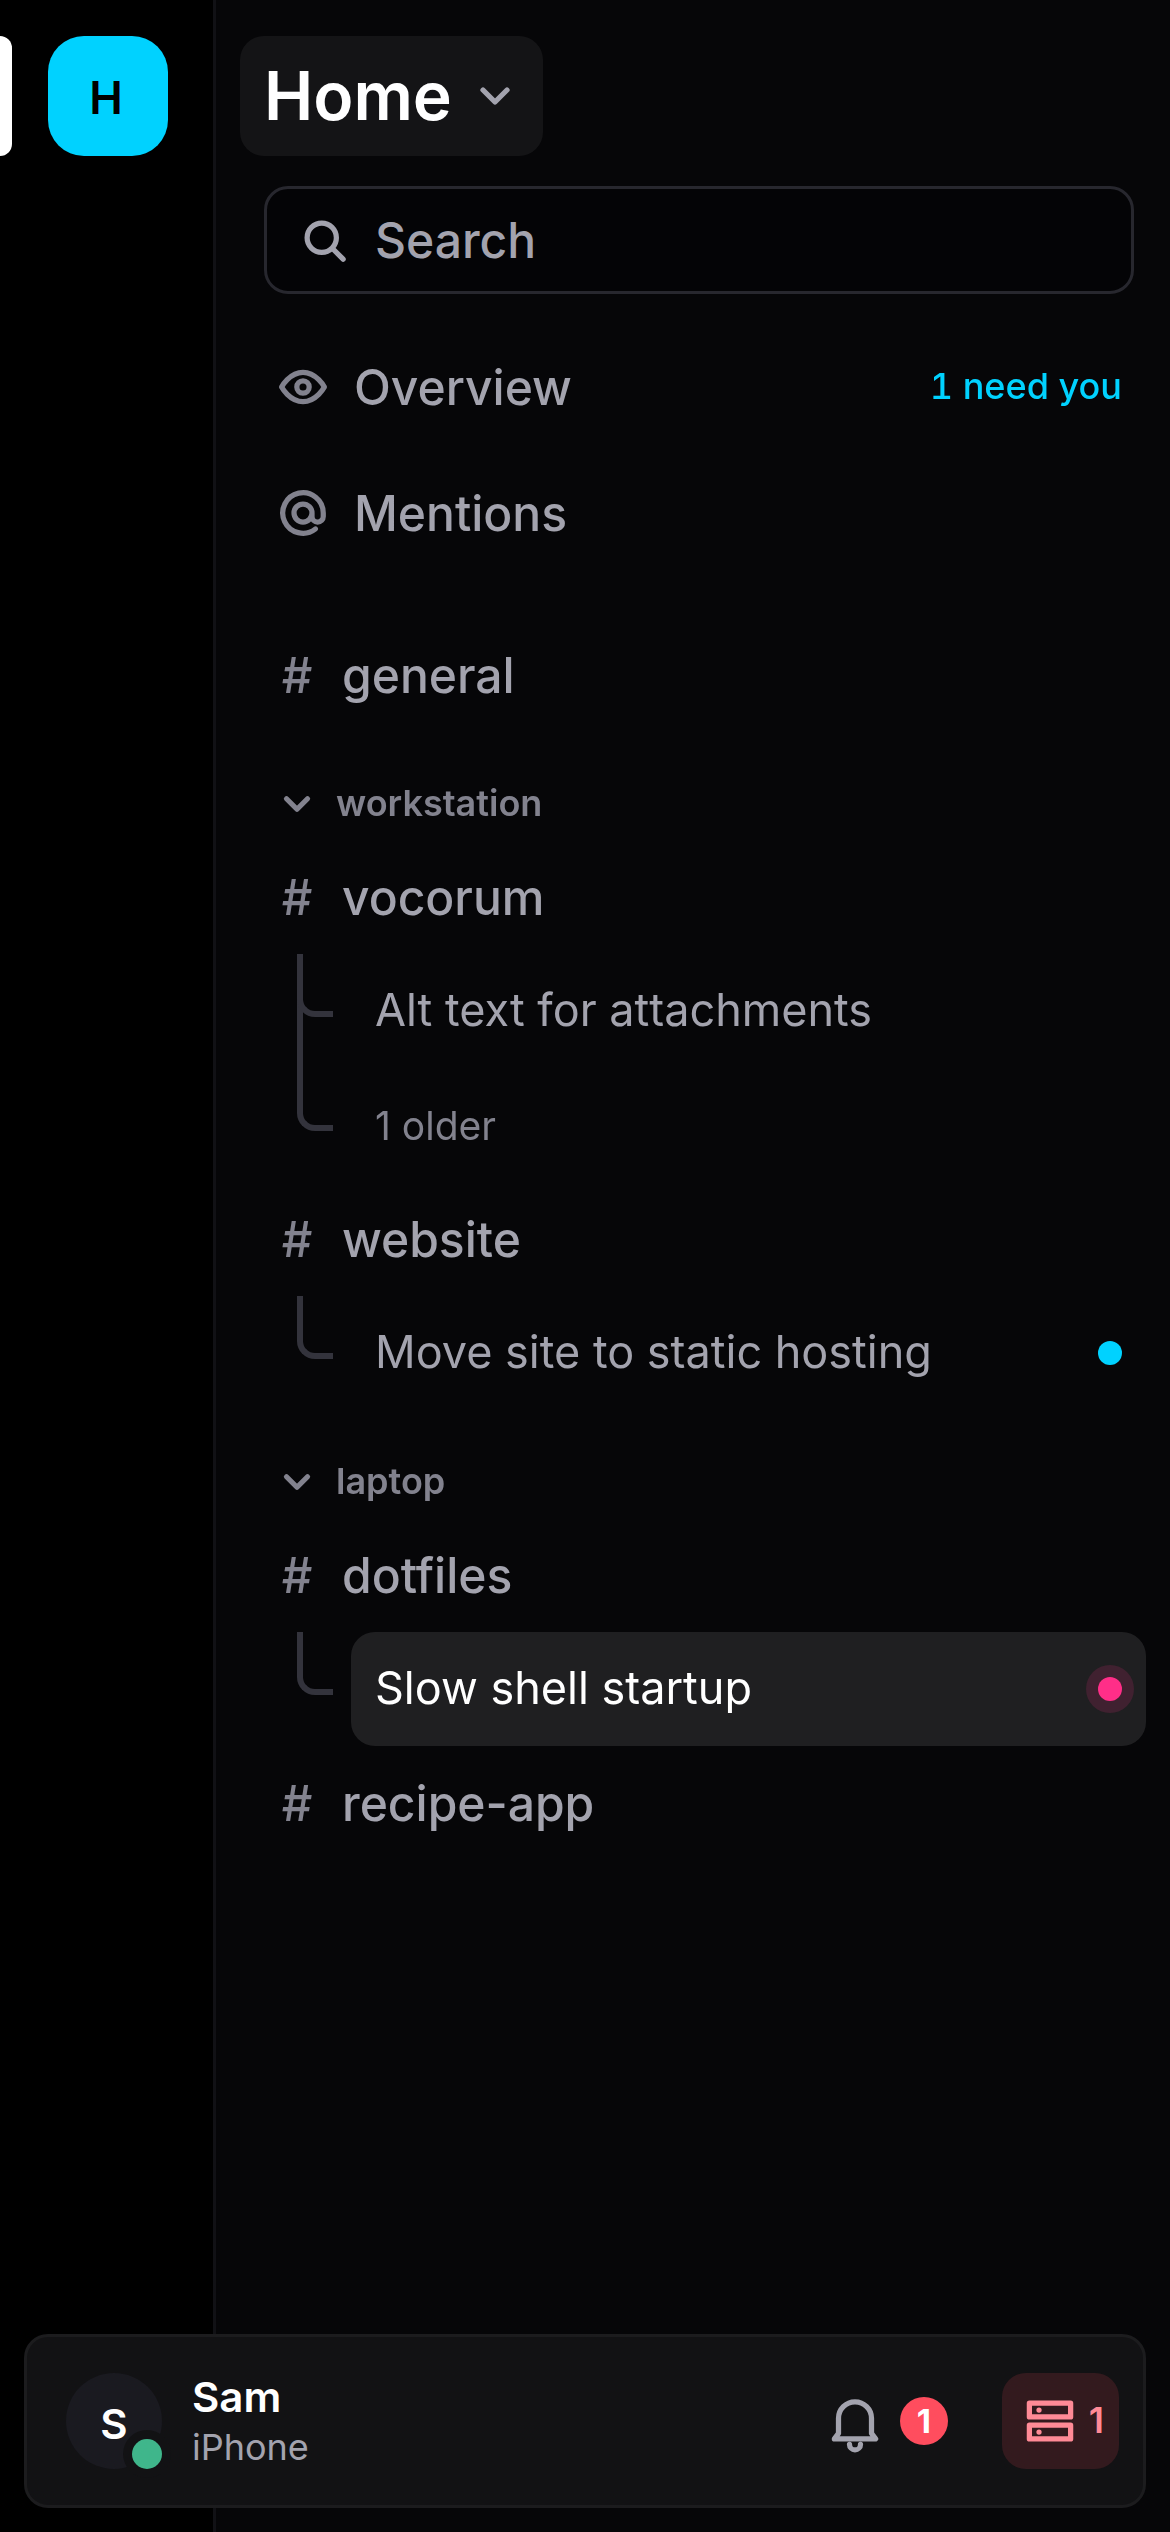 H
Home
Search
Overview
1 need you
Mentions
# general
workstation
# vocorum
Alt text for attachments
1 older
# website
Move site to static hosting
laptop
# dotfiles
Slow shell startup
# recipe-app
S
Sam
iPhone
1
1